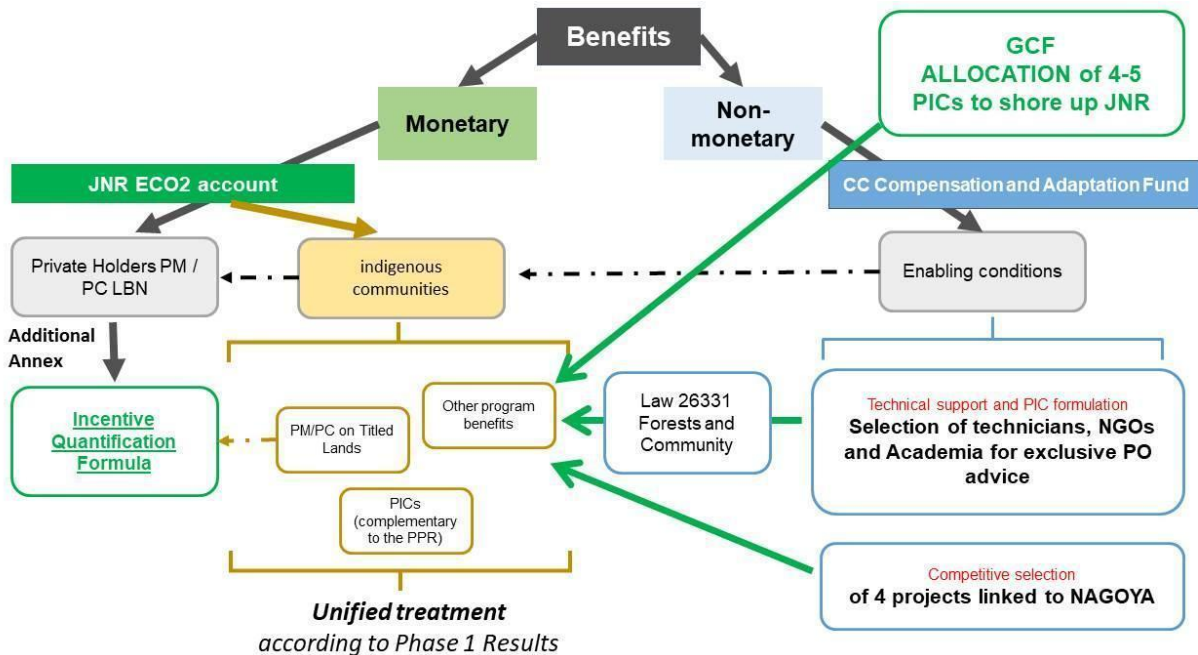 Benefits
GCF
ALLOCATION of 4-5
PICs to shore up JNR
Monetary
Non-
monetary
JNR ECO2 account
CC Compensation and Adaptation Fund
Private Holders PM /
PC LBN
indigenous
communities
Enabling conditions
Additional
Annex
Incentive
Quantification
Formula
PM/PC on Titled
Lands
Other program
benefits
Law 26331
Forests and
Community
Technical support and PIC formulation
Selection of technicians, NGOs
and Academia for exclusive PO
advice
PICs
(complementary
to the PPR)
Competitive selection
of 4 projects linked to NAGOYA
Unified treatment
according to Phase 1 Results